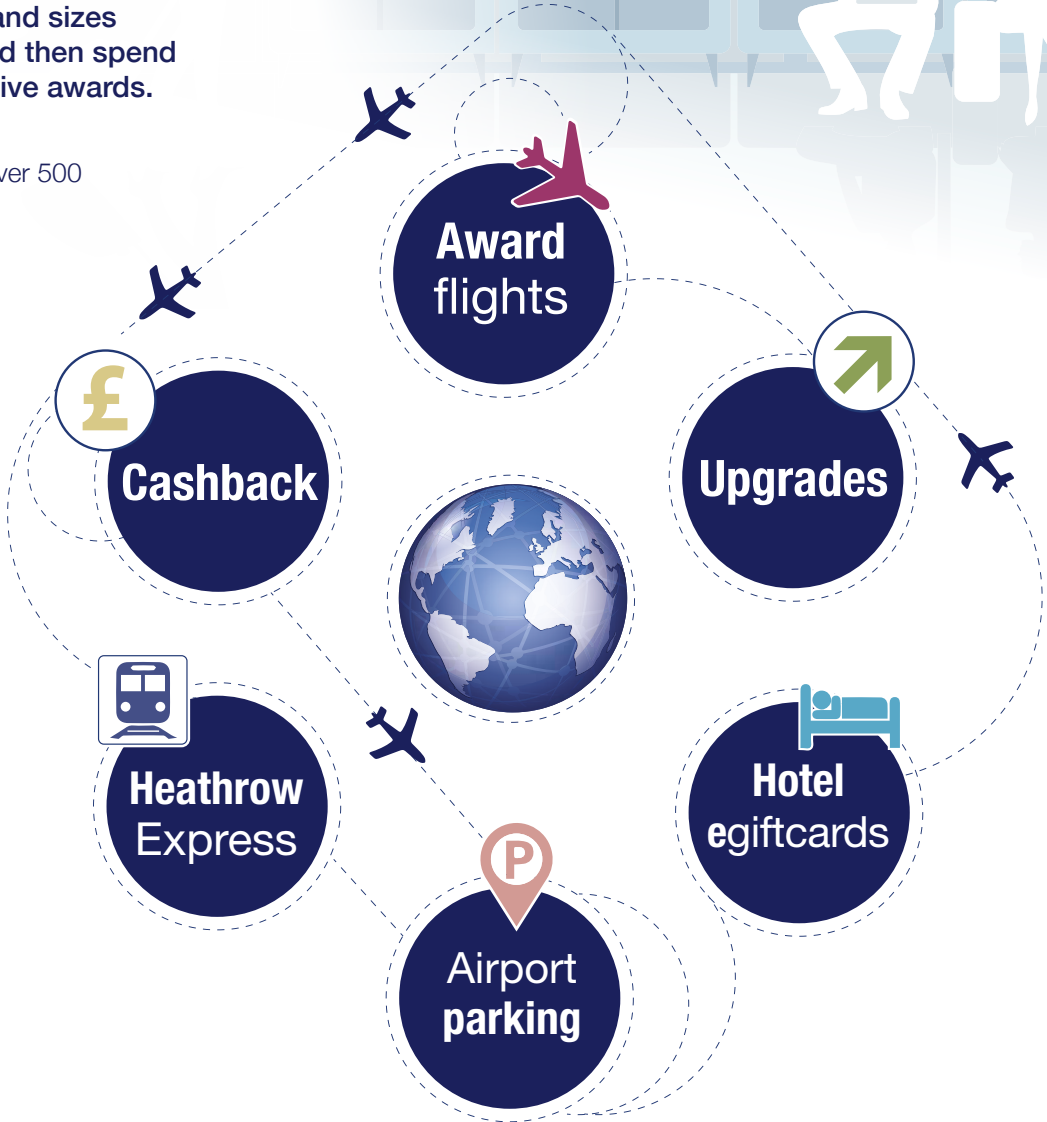 and sizes
d then spend
ive awards.
ver 500
Award
flights
£
Cashback
Upgrades
Heathrow
Express
Hotel
egiftcards
P
Airport
parking